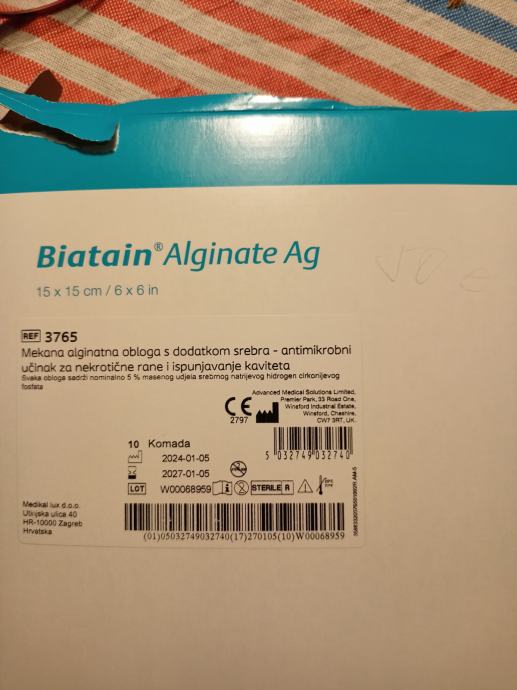 Biatain® Alginate Ag
15 x 15 cm / 6 x 6 in
REF 3765
Mekana alginatna obloga s dodatkom srebra - antimikrobni
učinak za nekrotične rane i ispunjavanje kaviteta
Svaka obloga sadrži nominalno 5 % masenog udjela srebrnog natrijevog hidrogen cirkonijevog
fosfata
Advanced Medical Solutions Limited,
Premier Park, 33 Road One,
Winsford Industrial Estate,
Winsford, Cheshire,
CW7 3RT, UK.
CE
2797
10 Komada
2024-01-05
2027-01-05
5 032749 032740
LOT W00068959
STERILE R
Medikal lux d.o.o.
Utinjska ulica 40
HR-10000 Zagreb
Hrvatska
(01)05032749032740(17)270105(10)W00068959